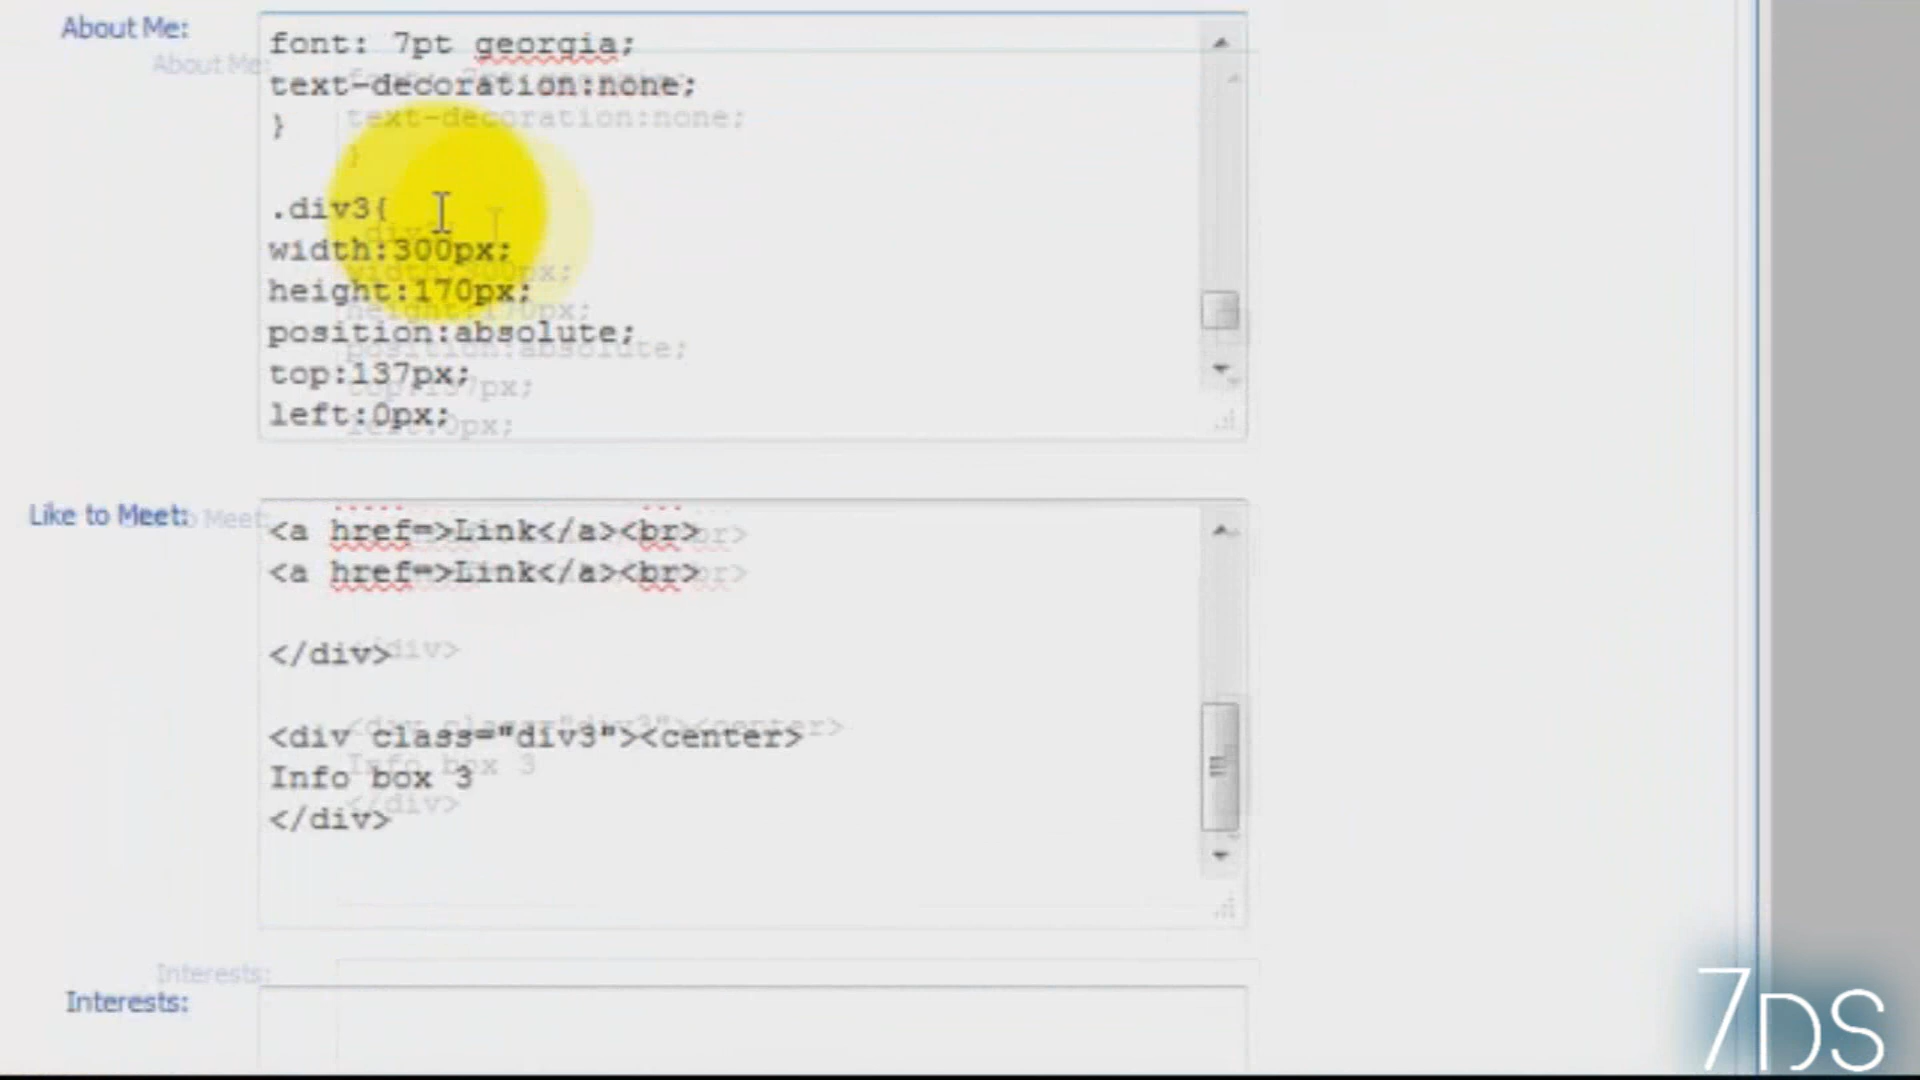 About Me:
font: 7pt georgia;
text-decoration:none;
}
.div3{
width:300px;
height:170px;
position:absolute;
top:137px;
left:0px;
Like to Meet:
<a href=>Link</a><br>
<a href=>Link</a><br>
</div>
<div class="div3"><center>
Info box 3
</div>
Interests:
7DS